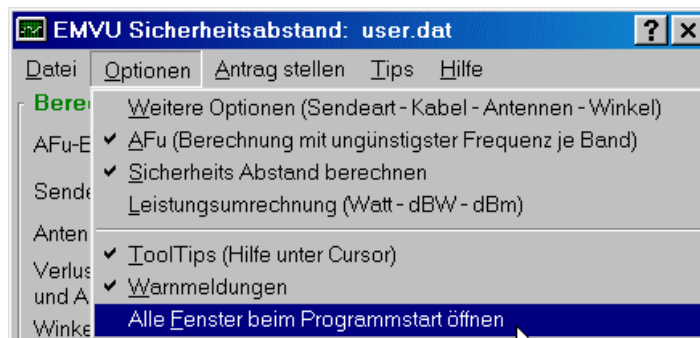 EMVU Sicherheitsabstand: user.dat
Datei Optionen Antrag stellen Tips Hilfe
Weitere Optionen (Sendeart - Kabel - Antennen - Winkel)
AFu (Berechnung mit ungünstigster Frequenz je Band)
Sicherheits Abstand berechnen
Leistungsumrechnung (Watt - dBW - dBm)
ToolTips (Hilfe unter Cursor)
Warnmeldungen
Alle Fenster beim Programmstart öffnen